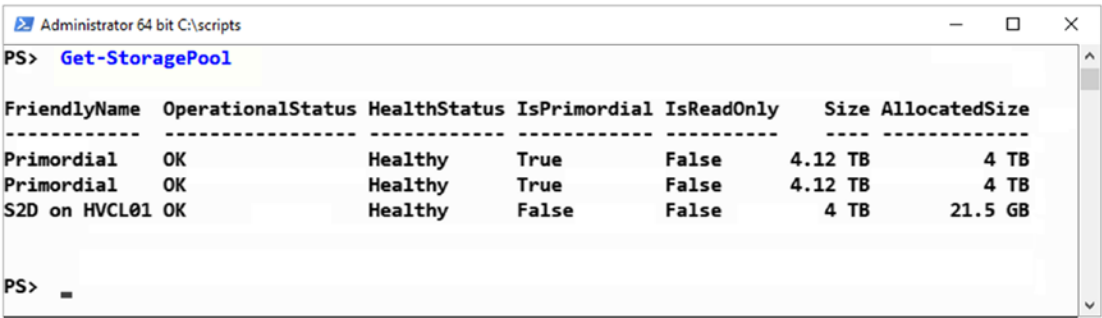 Administrator 64 bit C:\scripts
PS> Get-StoragePool
FriendlyName OperationalStatus HealthStatus IsPrimordial IsReadOnly Size AllocatedSize
------------ ----------------- ------------ ------------ ---------- ---- -------------
Primordial OK Healthy True False 4.12 TB 4 TB
Primordial OK Healthy True False 4.12 TB 4 TB
S2D on HVCL01 OK Healthy False False 4 TB 21.5 GB
PS>